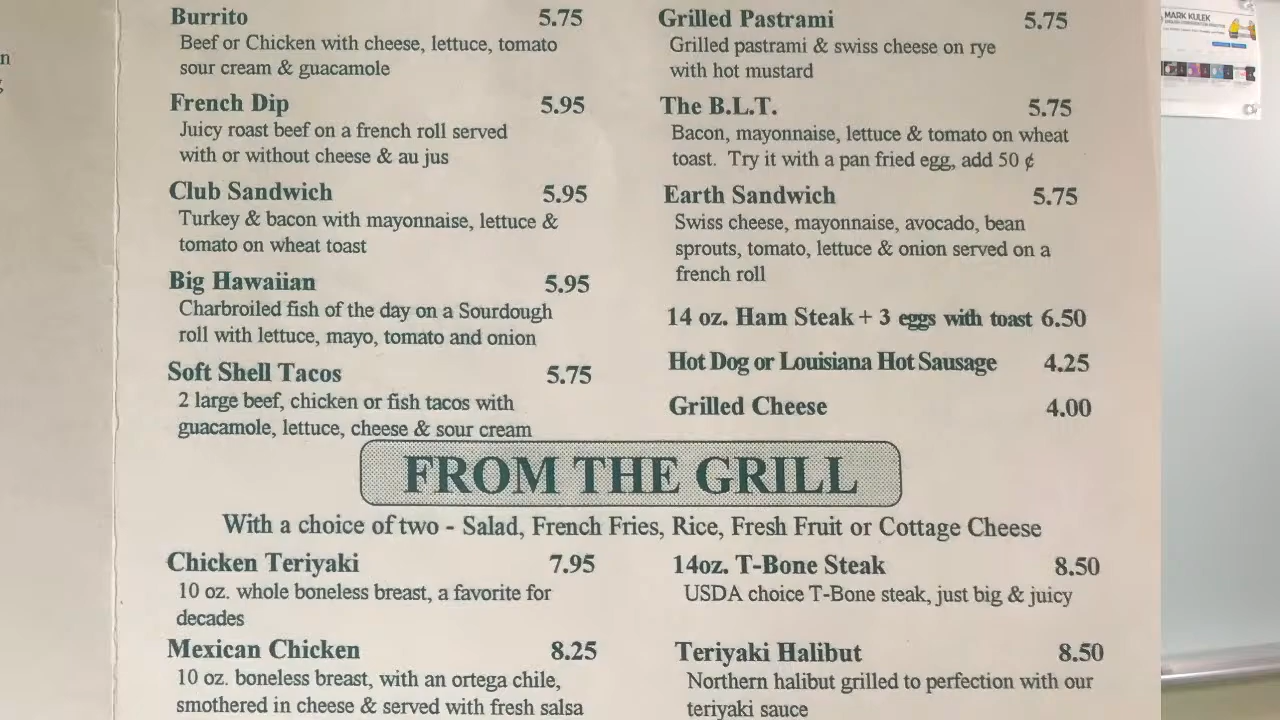 Burrito 5.75
Beef or Chicken with cheese, lettuce, tomato
sour cream & guacamole
French Dip 5.95
Juicy roast beef on a french roll served
with or without cheese & au jus
Club Sandwich 5.95
Turkey & bacon with mayonnaise, lettuce &
tomato on wheat toast
Big Hawaiian 5.95
Charbroiled fish of the day on a Sourdough
roll with lettuce, mayo, tomato and onion
Soft Shell Tacos 5.75
2 large beef, chicken or fish tacos with
guacamole, lettuce, cheese & sour cream
Grilled Pastrami 5.75
Grilled pastrami & swiss cheese on rye
with hot mustard
The B.L.T. 5.75
Bacon, mayonnaise, lettuce & tomato on wheat
toast. Try it with a pan fried egg, add 50 ¢
Earth Sandwich 5.75
Swiss cheese, mayonnaise, avocado, bean
sprouts, tomato, lettuce & onion served on a
french roll
14 oz. Ham Steak + 3 eggs with toast 6.50
Hot Dog or Louisiana Hot Sausage 4.25
Grilled Cheese 4.00
FROM THE GRILL
With a choice of two - Salad, French Fries, Rice, Fresh Fruit or Cottage Cheese
Chicken Teriyaki 7.95
10 oz. whole boneless breast, a favorite for
decades
Mexican Chicken 8.25
10 oz. boneless breast, with an ortega chile,
smothered in cheese & served with fresh salsa
14oz. T-Bone Steak 8.50
USDA choice T-Bone steak, just big & juicy
Teriyaki Halibut 8.50
Northern halibut grilled to perfection with our
teriyaki sauce
MARK KULEK